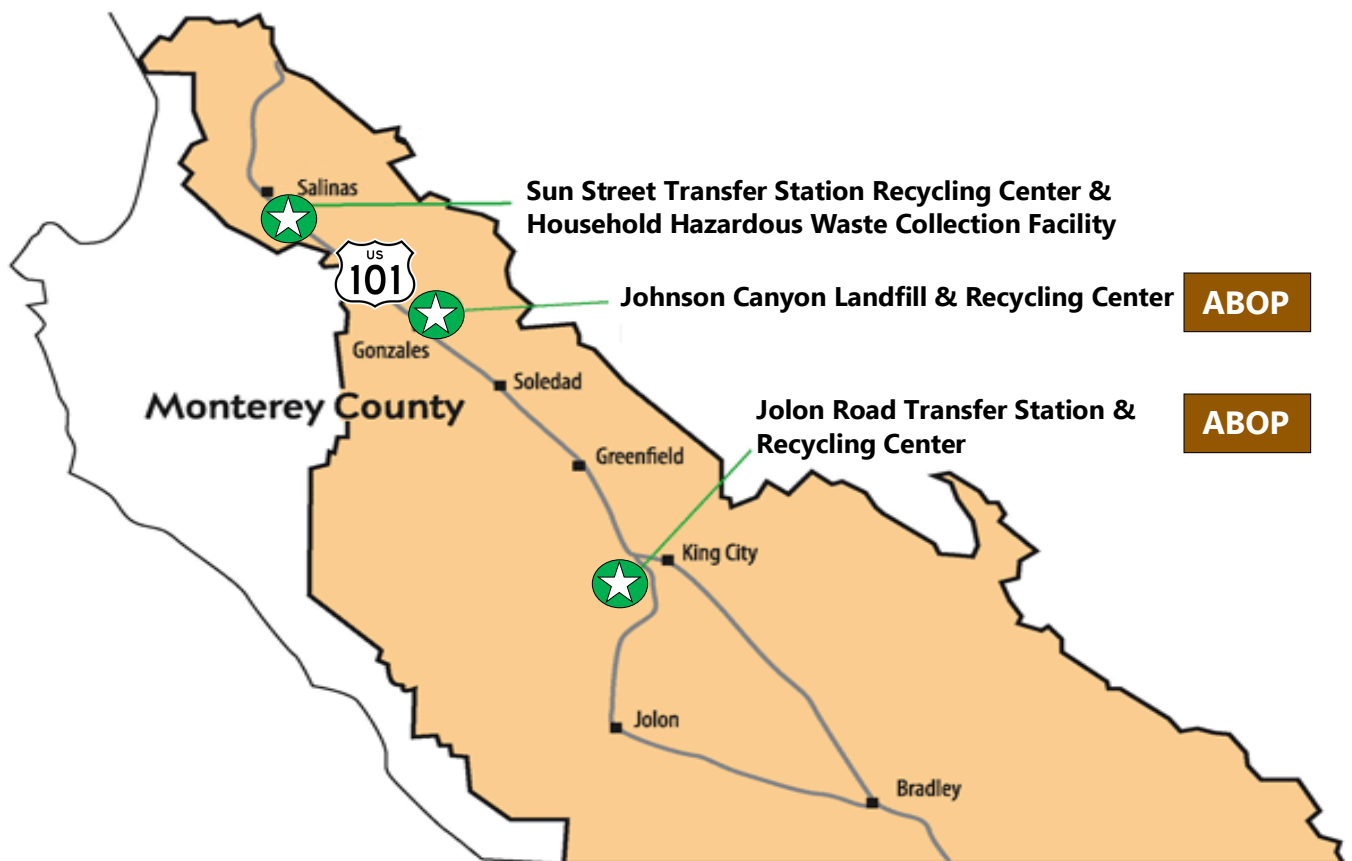 Salinas
Sun Street Transfer Station Recycling Center &
Household Hazardous Waste Collection Facility
US
101
Johnson Canyon Landfill & Recycling Center
ABOP
Gonzales
Soledad
Monterey County
Jolon Road Transfer Station &
Recycling Center
ABOP
Greenfield
King City
Jolon
Bradley